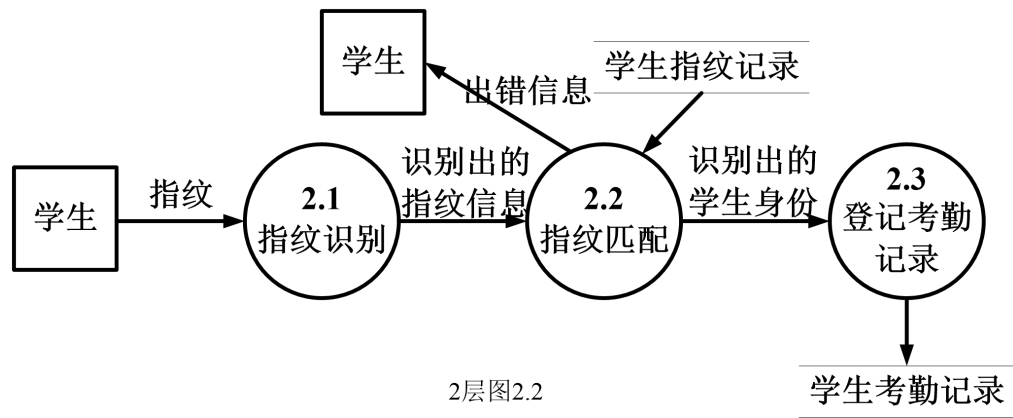 学生
出错信息
学生指纹记录
学生
指纹
2.1
指纹识别
识别出的
指纹信息
2.2
指纹匹配
识别出的
学生身份
2.3
登记考勤
记录
学生考勤记录
2层图2.2